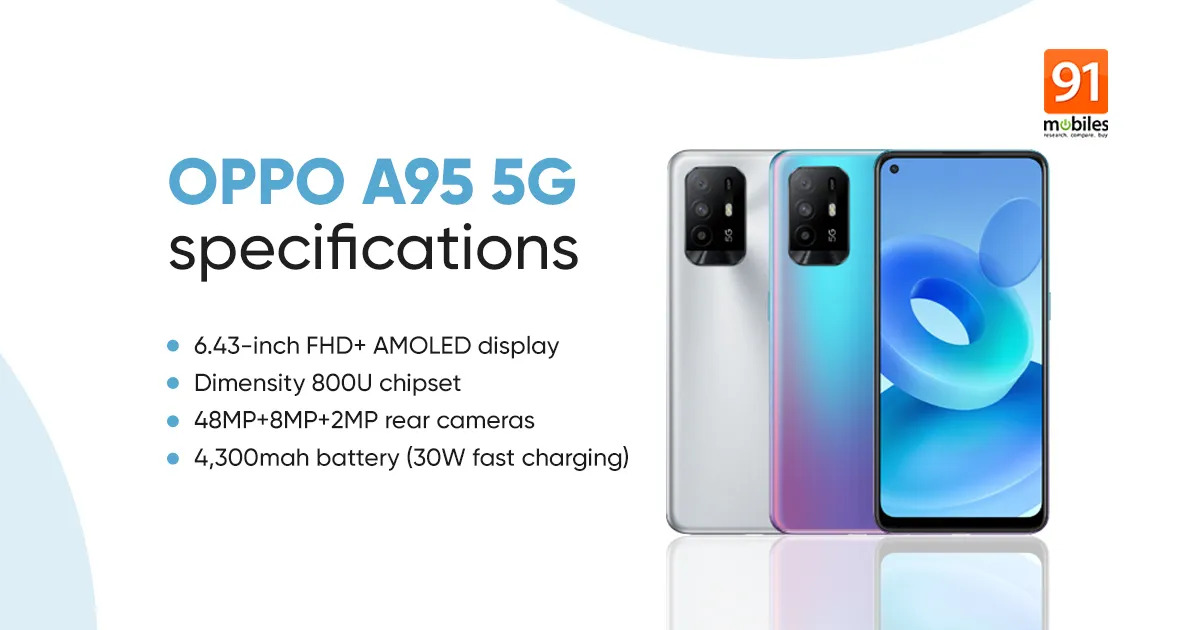 91
mobiles
research. compare. buy
OPPO A95 5G
specifications
6.43-inch FHD+ AMOLED display
Dimensity 800U chipset
48MP+8MP+2MP rear cameras
4,300mah battery (30W fast charging)
5G
5G